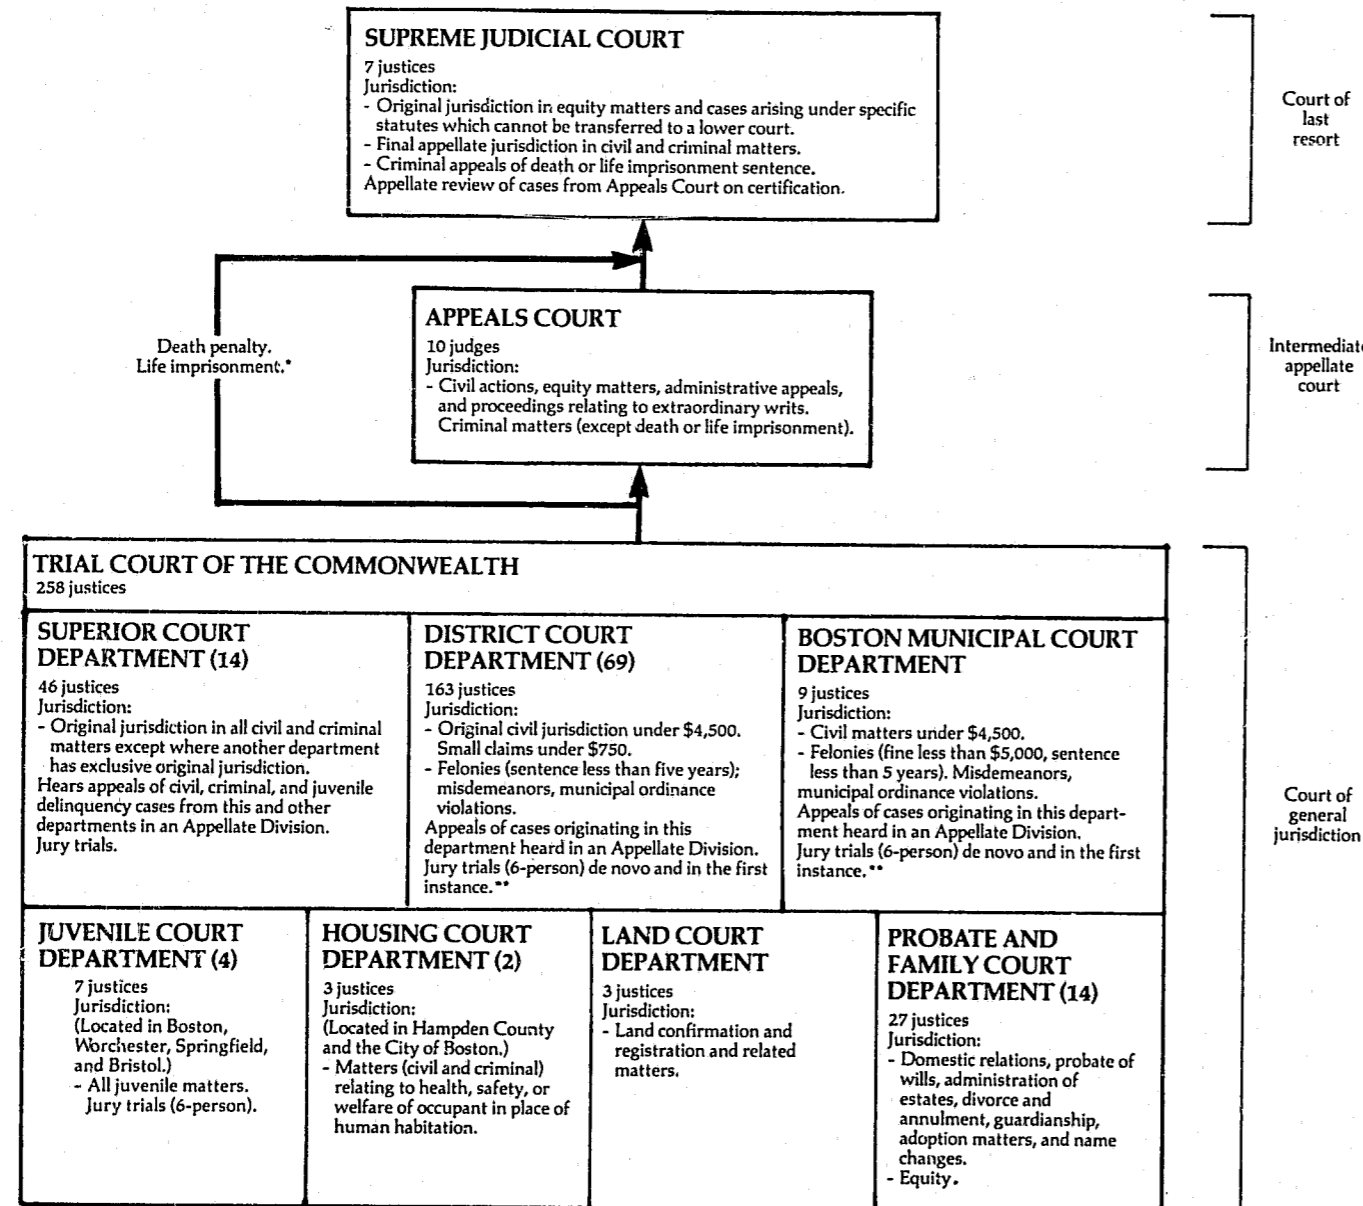 SUPREME JUDICIAL COURT
7 justices
Jurisdiction:
- Original jurisdiction in equity matters and cases arising under specific
statutes which cannot be transferred to a lower court.
- Final appellate jurisdiction in civil and criminal matters.
- Criminal appeals of death or life imprisonment sentence.
Appellate review of cases from Appeals Court on certification.
Court of
last
resort
Death penalty.
Life imprisonment.*
APPEALS COURT
10 judges
Jurisdiction:
- Civil actions, equity matters, administrative appeals,
and proceedings relating to extraordinary writs.
Criminal matters (except death or life imprisonment).
Intermediate
appellate
court
TRIAL COURT OF THE COMMONWEALTH
258 justices
SUPERIOR COURT
DEPARTMENT (14)
46 justices
Jurisdiction:
- Original jurisdiction in all civil and criminal
matters except where another department
has exclusive original jurisdiction.
Hears appeals of civil, criminal, and juvenile
delinquency cases from this and other
departments in an Appellate Division.
Jury trials.
DISTRICT COURT
DEPARTMENT (69)
163 justices
Jurisdiction:
- Original civil jurisdiction under $4,500.
Small claims under $750.
- Felonies (sentence less than five years);
misdemeanors, municipal ordinance
violations.
Appeals of cases originating in this
department heard in an Appellate Division.
Jury trials (6-person) de novo and in the first
instance.**
BOSTON MUNICIPAL COURT
DEPARTMENT
9 justices
Jurisdiction:
- Civil matters under $4,500.
- Felonies (fine less than $5,000, sentence
less than 5 years). Misdemeanors,
municipal ordinance violations.
Appeals of cases originating in this depart-
ment heard in an Appellate Division.
Jury trials (6-person) de novo and in the first
instance.**
Court of
general
jurisdiction
JUVENILE COURT
DEPARTMENT (4)
7 justices
Jurisdiction:
(Located in Boston,
Worchester, Springfield,
and Bristol.)
- All juvenile matters.
Jury trials (6-person).
HOUSING COURT
DEPARTMENT (2)
3 justices
Jurisdiction:
(Located in Hampden County
and the City of Boston.)
- Matters (civil and criminal)
relating to health, safety, or
welfare of occupant in place of
human habitation.
LAND COURT
DEPARTMENT
3 justices
Jurisdiction:
- Land confirmation and
registration and related
matters.
PROBATE AND
FAMILY COURT
DEPARTMENT (14)
27 justices
Jurisdiction:
- Domestic relations, probate of
wills, administration of
estates, divorce and
annulment, guardianship,
adoption matters, and name
changes.
- Equity.